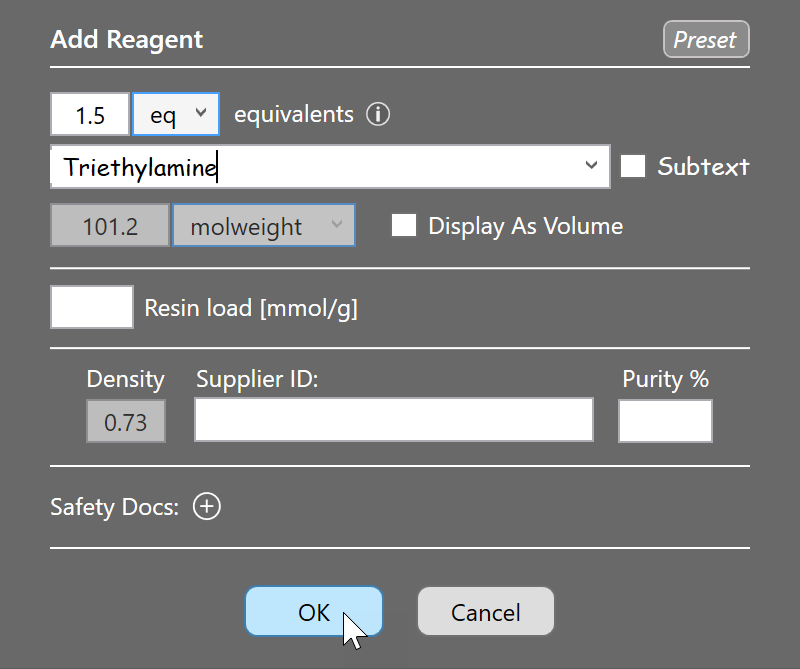 Add Reagent Preset
1.5 eq equivalents i
Triethylamine Subtext
101.2 molweight Display As Volume
Resin load [mmol/g]
Density Supplier ID: Purity %
0.73
Safety Docs:
OK Cancel